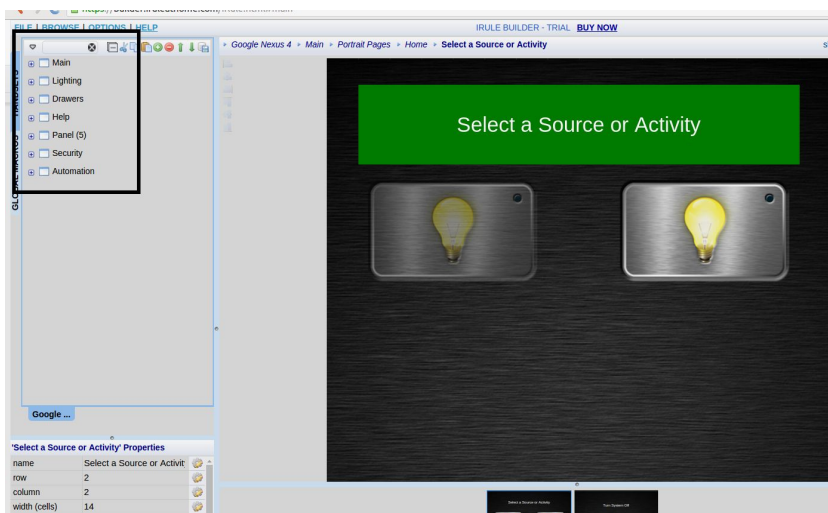 FILE | BROWSE | OPTIONS | HELP
IRULE BUILDER - TRIAL BUY NOW
Google Nexus 4 Main Portrait Pages Home Select a Source or Activity
Main
Lighting
Drawers
Help
Panel (5)
Security
Automation
HANDSETS
GLOBAL MACROS
Select a Source or Activity
Google ...
'Select a Source or Activity' Properties
name Select a Source or Activit
row 2
column 2
width (cells) 14
Select a Source or Activity
Turn System Off